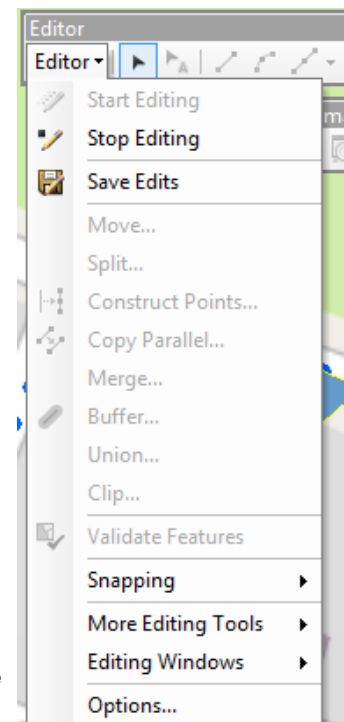 Editor
Editor
Start Editing
Stop Editing
Save Edits
Move...
Split...
Construct Points...
Copy Parallel...
Merge...
Buffer...
Union...
Clip...
Validate Features
Snapping
More Editing Tools
Editing Windows
Options...